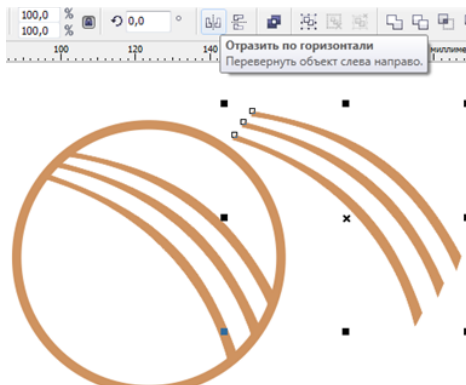 100,0 %
100,0 %
0,0 °
100 120 140
Отразить по горизонтали
Перевернуть объект слева направо.